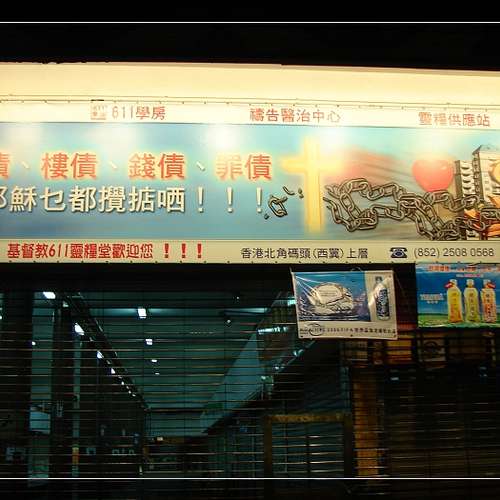 611學房 禱告醫治中心 靈糧供應站
債、樓債、錢債、罪債
耶穌乜都攪掂哂！！！
基督教611靈糧堂歡迎您！！！ 香港北角碼頭(西翼)上層 ☎ (852) 2508 0568